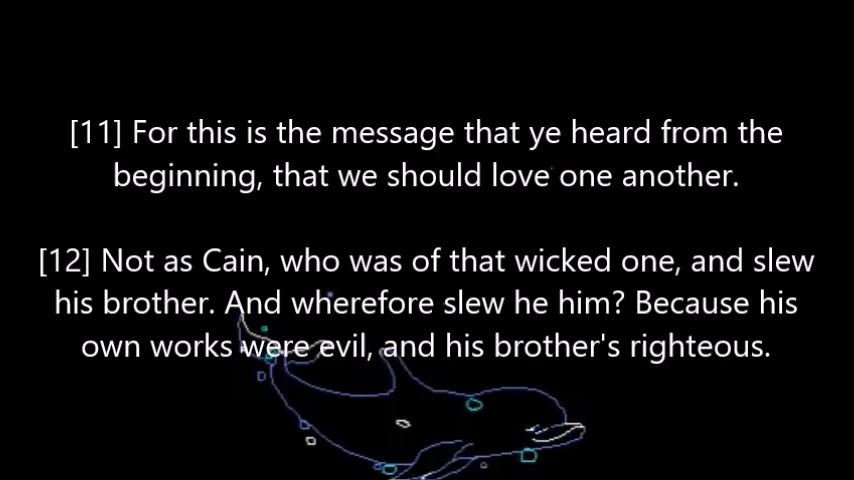 [11] For this is the message that ye heard from the
beginning, that we should love one another.
[12] Not as Cain, who was of that wicked one, and slew
his brother. And wherefore slew he him? Because his
own works were evil, and his brother's righteous.